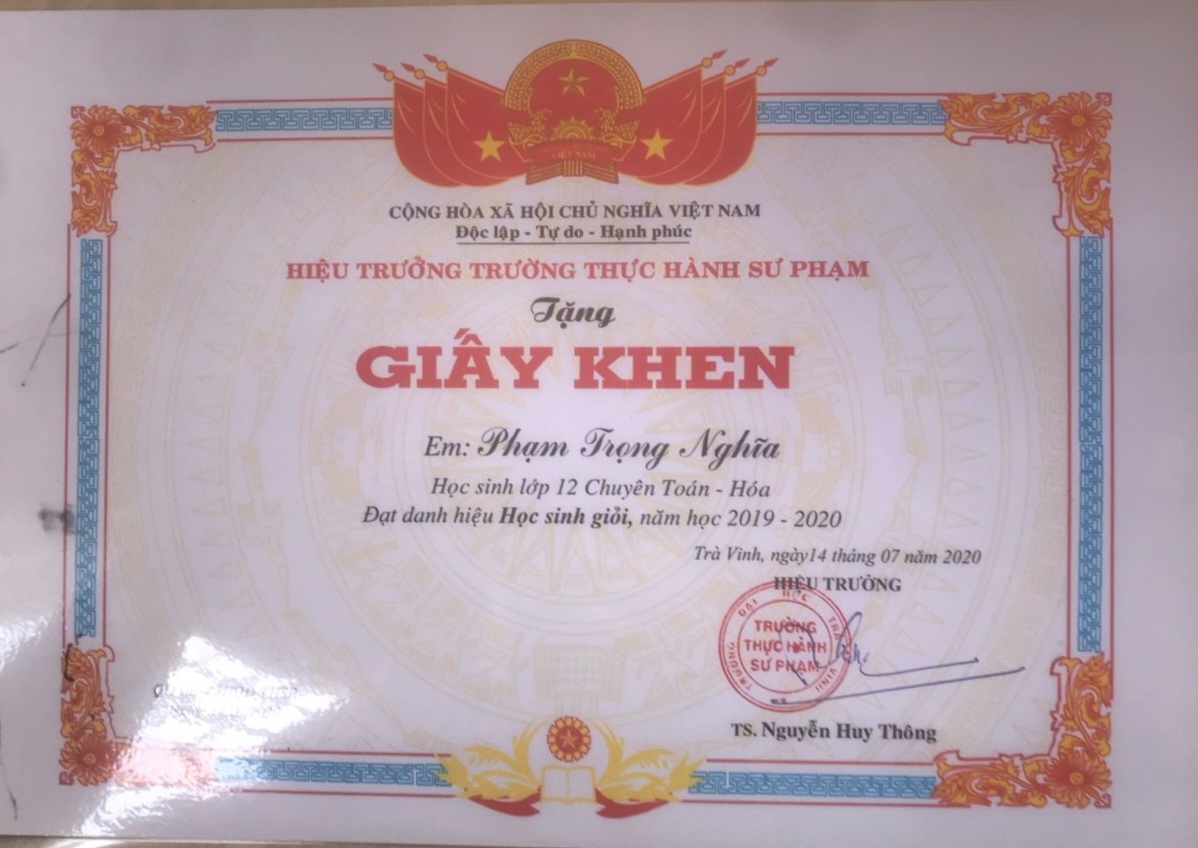 VIỆT NAM
CỘNG HÒA XÃ HỘI CHỦ NGHĨA VIỆT NAM
Độc lập - Tự do - Hạnh phúc
HIỆU TRƯỞNG TRƯỜNG THỰC HÀNH SƯ PHẠM
Tặng
GIẤY KHEN
Em: Phạm Trọng Nghĩa
Học sinh lớp 12 Chuyên Toán - Hóa
Đạt danh hiệu Học sinh giỏi, năm học 2019 - 2020
Trà Vinh, ngày14 tháng 07 năm 2020
HIỆU TRƯỞNG
TRƯỜNG ĐẠI HỌC TRÀ VINH
TRƯỜNG
THỰC HÀNH
SƯ PHẠM
TS. Nguyễn Huy Thông